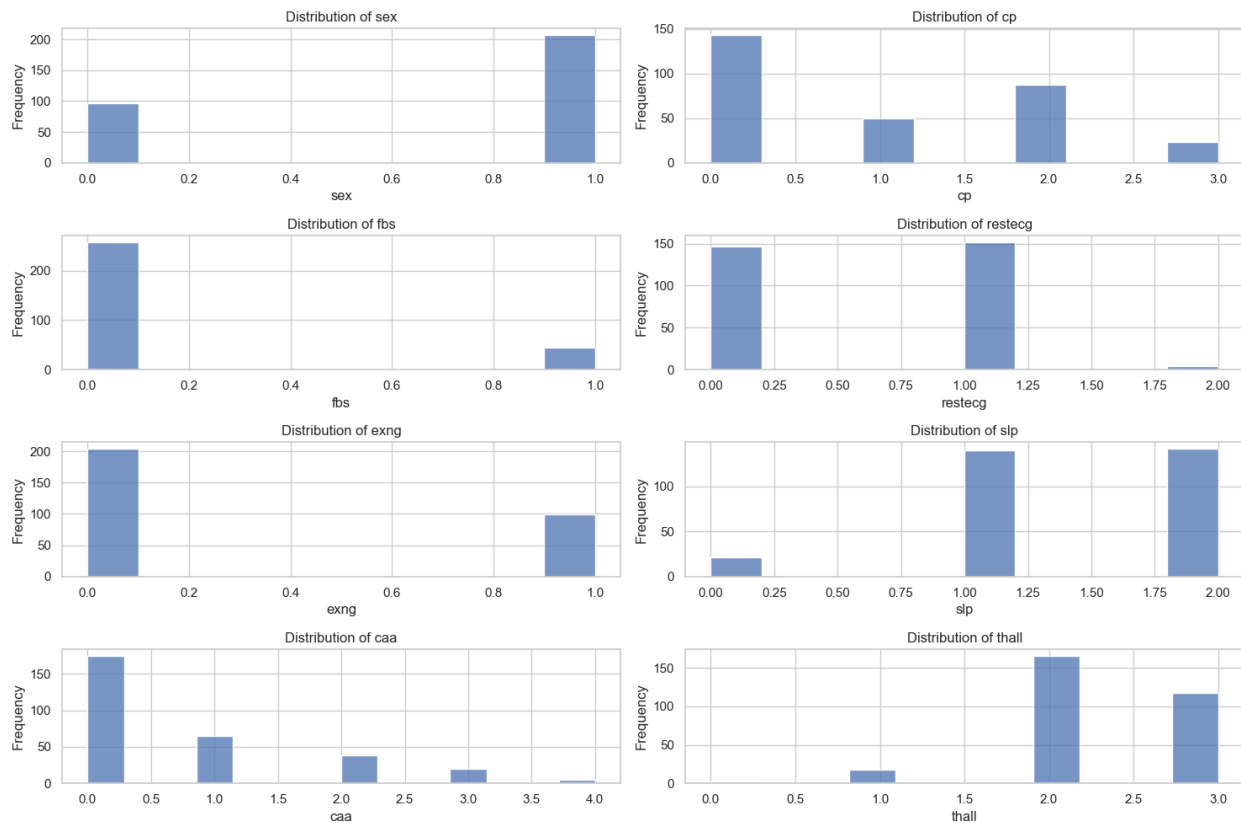 Distribution of sex
Frequency
200
150
100
50
0
0.0 0.2 0.4 0.6 0.8 1.0
sex
Distribution of cp
Frequency
150
100
50
0
0.0 0.5 1.0 1.5 2.0 2.5 3.0
cp
Distribution of fbs
Frequency
200
100
0
0.0 0.2 0.4 0.6 0.8 1.0
fbs
Distribution of restecg
Frequency
150
100
50
0
0.00 0.25 0.50 0.75 1.00 1.25 1.50 1.75 2.00
restecg
Distribution of exng
Frequency
200
150
100
50
0
0.0 0.2 0.4 0.6 0.8 1.0
exng
Distribution of slp
Frequency
100
50
0
0.00 0.25 0.50 0.75 1.00 1.25 1.50 1.75 2.00
slp
Distribution of caa
Frequency
150
100
50
0
0.0 0.5 1.0 1.5 2.0 2.5 3.0 3.5 4.0
caa
Distribution of thall
Frequency
150
100
50
0
0.0 0.5 1.0 1.5 2.0 2.5 3.0
thall